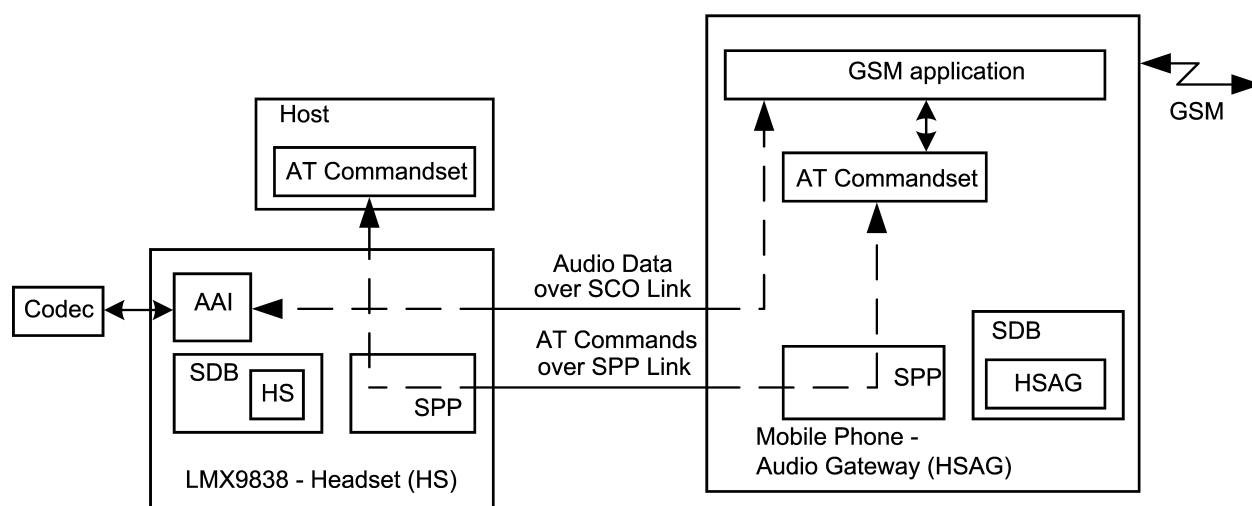 GSM application
GSM
Host
AT Commandset
AT Commandset
Audio Data
over SCO Link
AAI
Codec
AT Commands
over SPP Link
SDB
HS
SPP
SPP
SDB
HSAG
Mobile Phone -
Audio Gateway (HSAG)
LMX9838 - Headset (HS)